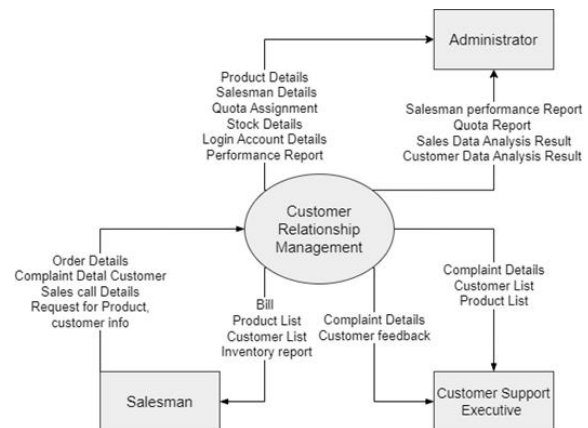 Administrator
Product Details
Salesman Details
Quota Assignment
Stock Details
Login Account Details
Performance Report
Salesman performance Report
Quota Report
Sales Data Analysis Result
Customer Data Analysis Result
Customer
Relationship
Management
Order Details
Complaint Detal Customer
Sales call Details
Request for Product,
customer info
Bill
Product List
Customer List
Inventory report
Complaint Details
Customer feedback
Complaint Details
Customer List
Product List
Salesman
Customer Support
Executive